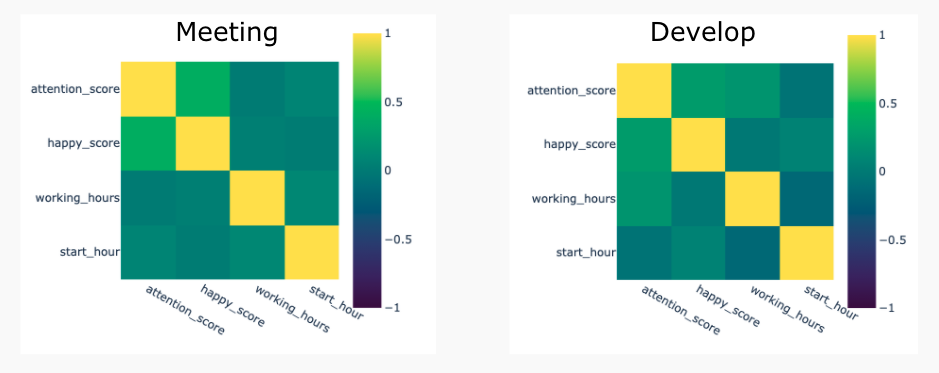 Meeting
1
attention_score
0.5
happy_score
0
working_hours
−0.5
start_hour
−1
attention_score
happy_score
working_hours
start_hour
Develop
1
attention_score
0.5
happy_score
0
working_hours
−0.5
start_hour
−1
attention_score
happy_score
working_hours
start_hour